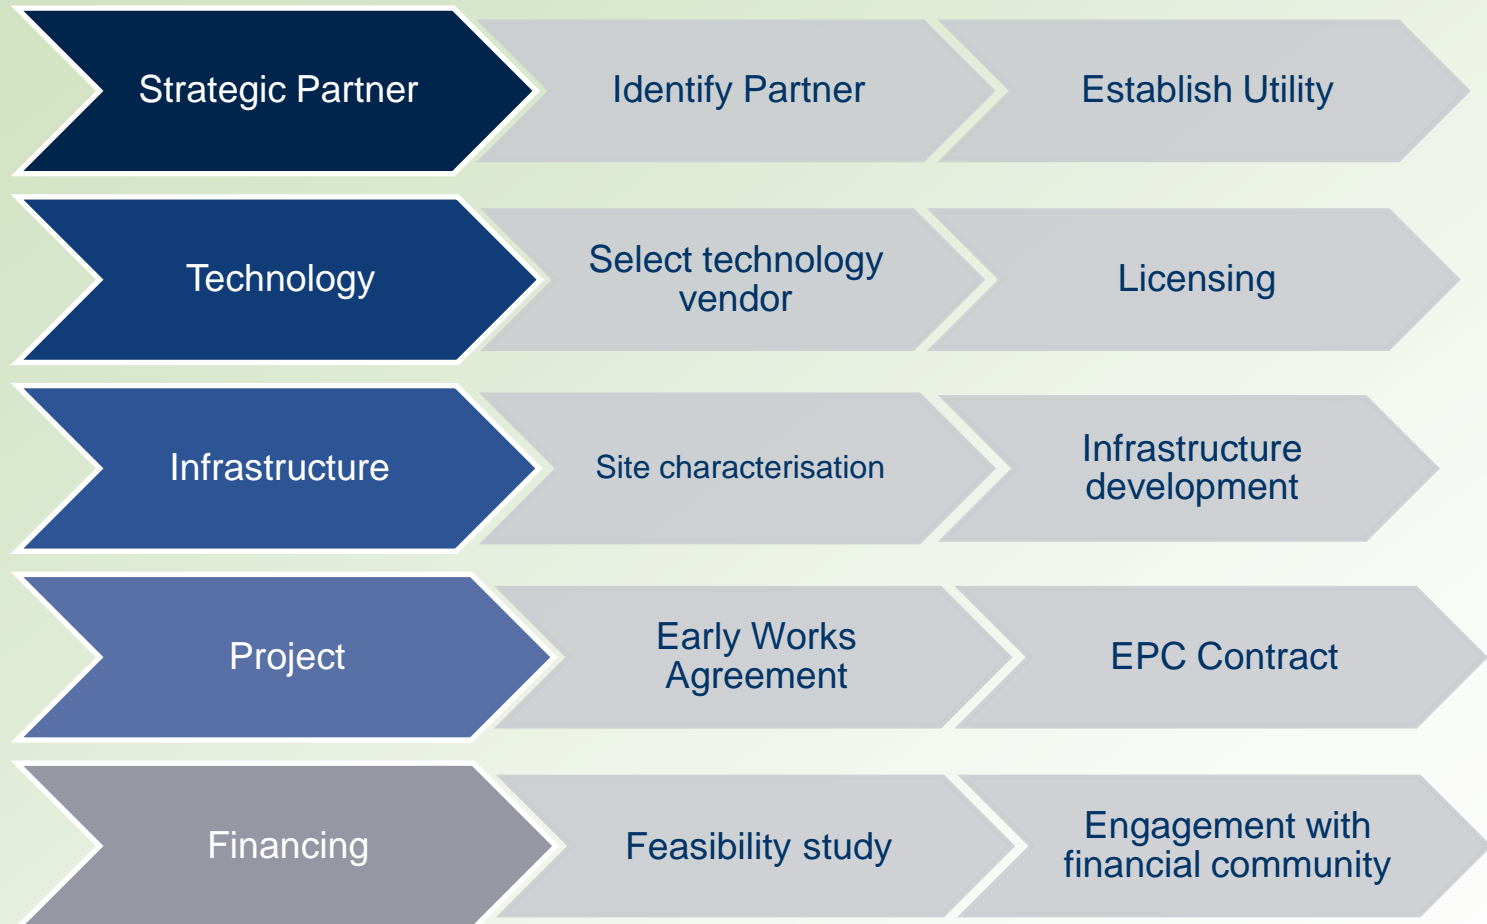 Strategic Partner
Identify Partner
Establish Utility
Technology
Select technology
vendor
Licensing
Infrastructure
Site characterisation
Infrastructure
development
Project
Early Works
Agreement
EPC Contract
Financing
Feasibility study
Engagement with
financial community